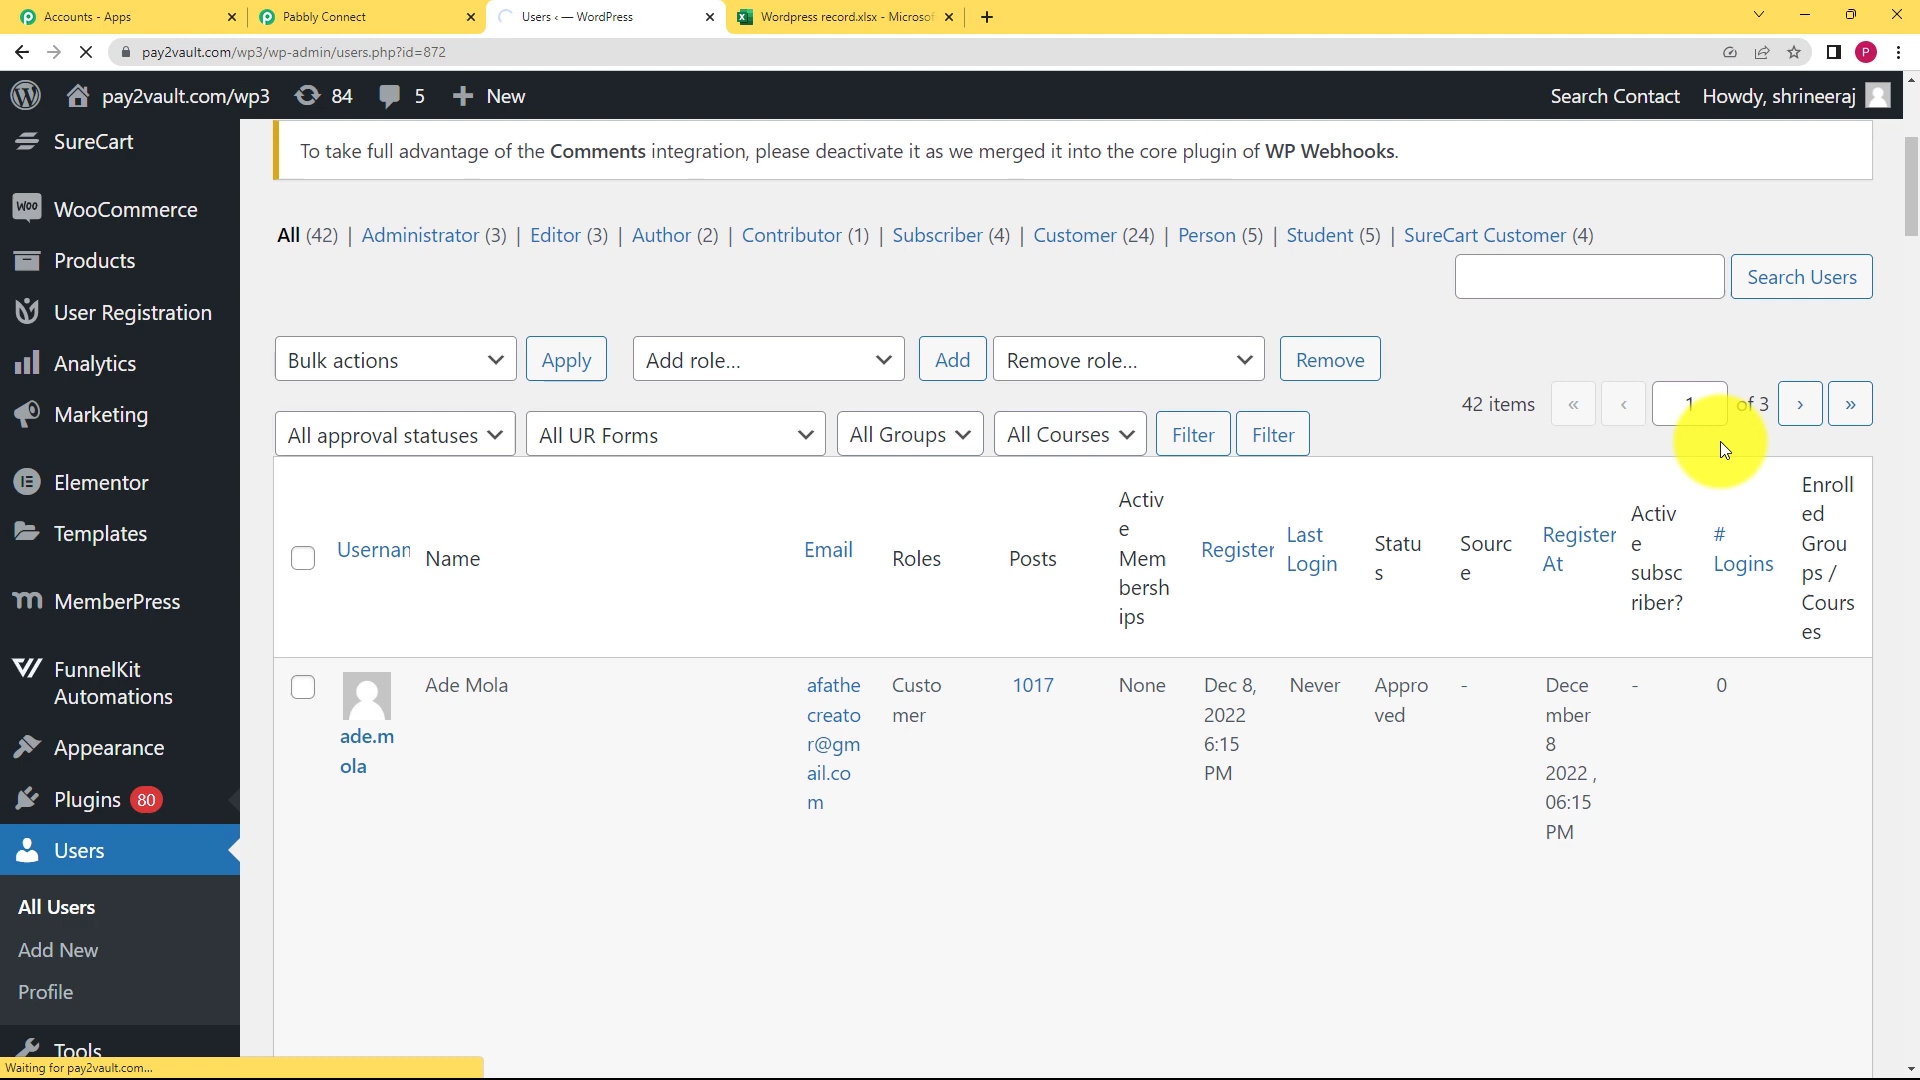 Accounts - Apps
Pabbly Connect
Users ‹ — WordPress
Wordpress record.xlsx - Microsof
pay2vault.com/wp3/wp-admin/users.php?id=872
P
pay2vault.com/wp3
84
5
New
Search Contact
Howdy, shrineeraj
SureCart
WooCommerce
Products
User Registration
Analytics
Marketing
Elementor
Templates
MemberPress
FunnelKit
Automations
Appearance
Plugins 80
Users
All Users
Add New
Profile
Tools
To take full advantage of the Comments integration, please deactivate it as we merged it into the core plugin of WP Webhooks.
All (42) | Administrator (3) | Editor (3) | Author (2) | Contributor (1) | Subscriber (4) | Customer (24) | Person (5) | Student (5) | SureCart Customer (4)
Search Users
Bulk actions
Apply
Add role...
Add
Remove role...
Remove
42 items
«
‹
1
of 3
›
»
All approval statuses
All UR Forms
All Groups
All Courses
Filter
Filter
Usernan
Name
Email
Roles
Posts
Activ
e
Mem
bersh
ips
Register
Last
Login
Statu
s
Sourc
e
Register
At
Activ
e
subsc
riber?
#
Logins
Enroll
ed
Grou
ps /
Cours
es
ade.m
ola
Ade Mola
afathe
creato
r@gm
ail.co
m
Custo
mer
1017
None
Dec 8,
2022
6:15
PM
Never
Appro
ved
-
Dece
mber
8
2022 ,
06:15
PM
-
0
Waiting for pay2vault.com...